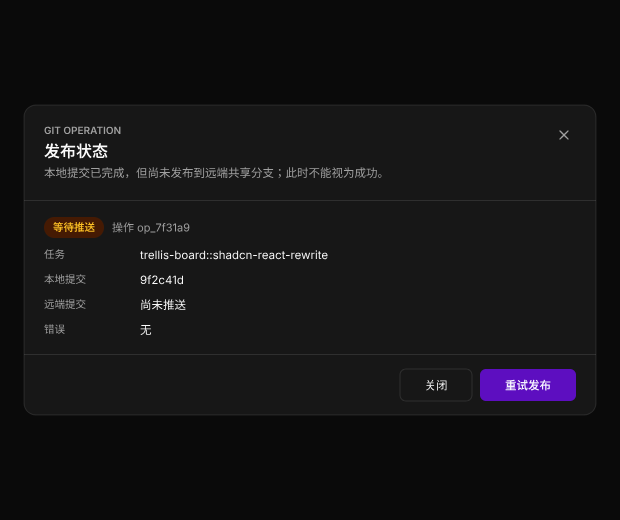 GIT OPERATION
发布状态
本地提交已完成，但尚未发布到远端共享分支；此时不能视为成功。
等待推送 操作 op_7f31a9
任务 trellis-board::shadcn-react-rewrite
本地提交 9f2c41d
远端提交 尚未推送
错误 无
关闭 重试发布